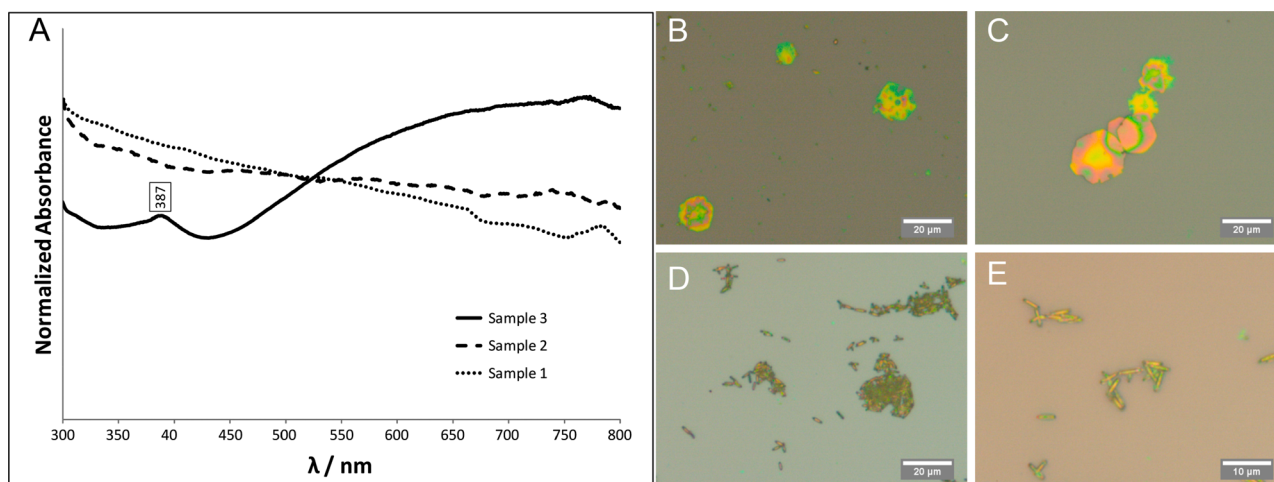 A
Normalized Absorbance
387
Sample 3
Sample 2
Sample 1
300 350 40 450 500 550 600 650 700 750 800
λ / nm
B
20 µm
C
20 µm
D
20 µm
E
10 µm